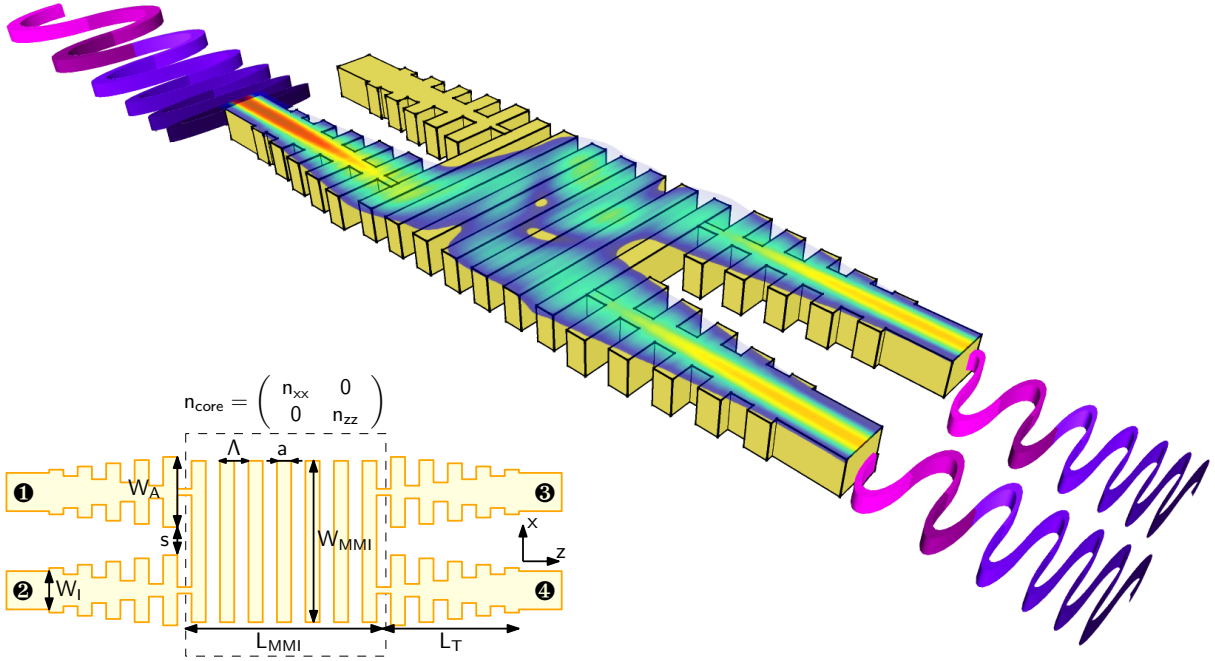 n_core = ( n_xx 0
0 n_zz )
Λ a
❶ W_A ❸
W_MMI x
s z
❷ W_I ❹
L_MMI L_T